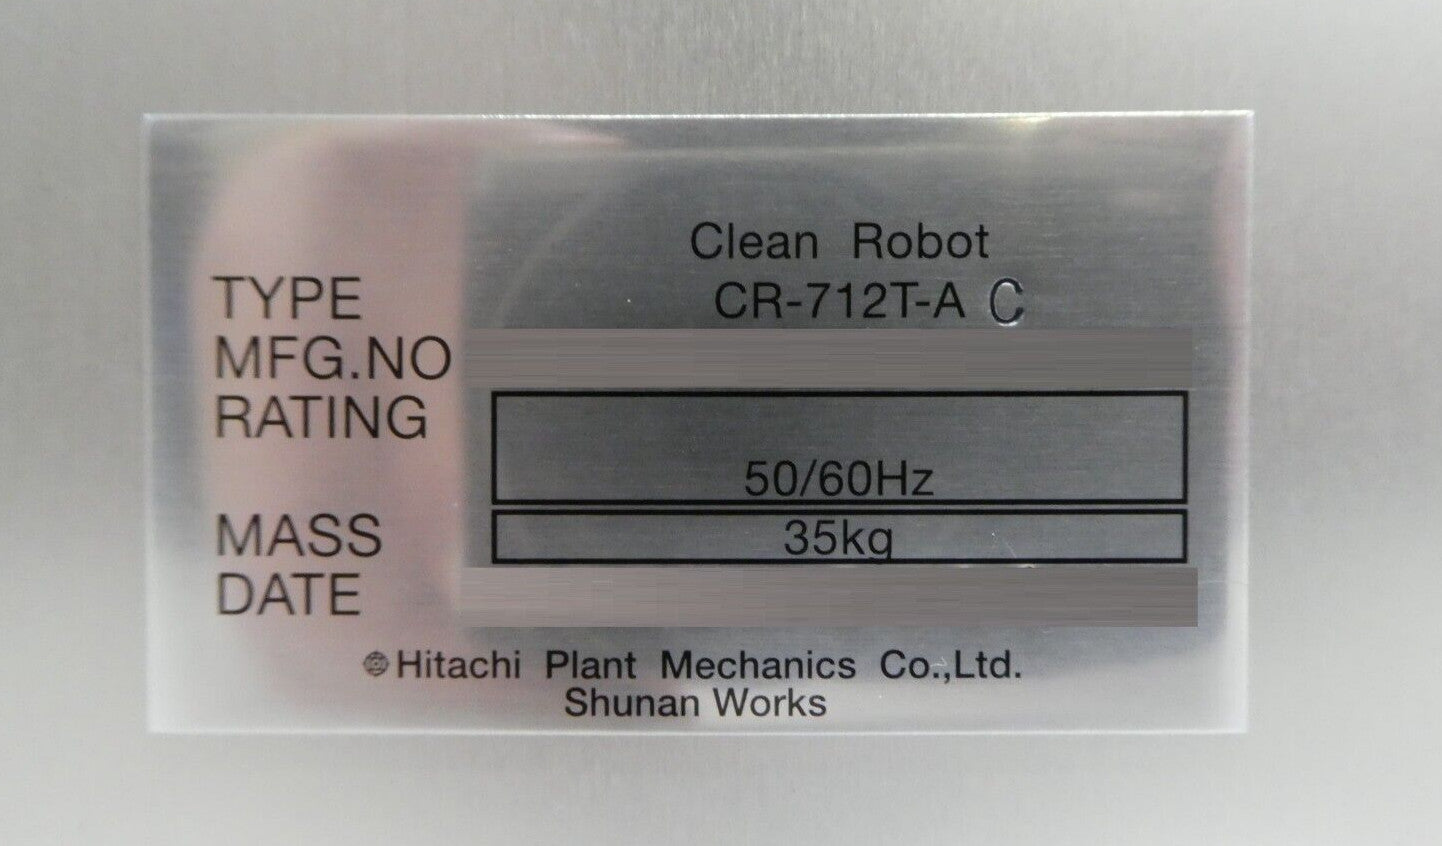 Clean Robot
TYPE CR-712T-A C
MFG.NO
RATING
50/60Hz
MASS 35kg
DATE
Hitachi Plant Mechanics Co.,Ltd.
Shunan Works